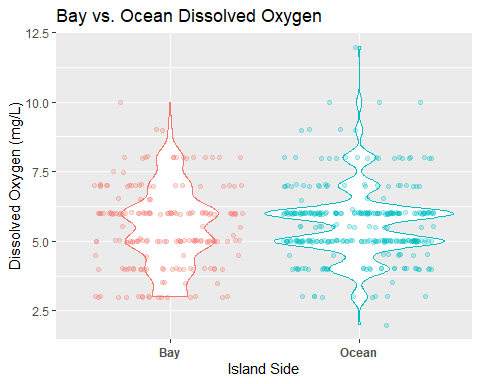 Bay vs. Ocean Dissolved Oxygen
12.5
10.0
7.5
5.0
2.5
Dissolved Oxygen (mg/L)
Bay
Ocean
Island Side